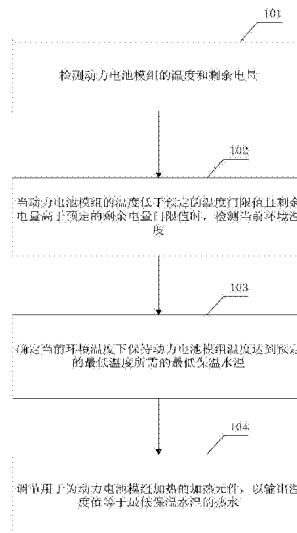 101
检测动力电池模组的温度和剩余电量
102
当动力电池模组的温度低于预定的温度门限值且剩余
电量高于预定的剩余电量门限值时，检测当前环境温
度
103
确定当前环境温度下保持动力电池模组温度达到预定
的最低温度所需的最低保温水温
104
调节用于为动力电池模组加热的加热元件，以输出温
度值等于最低保温水温的热水